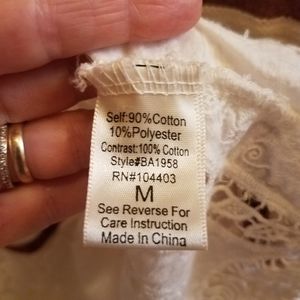 Self:90%Cotton
10%Polyester
Contrast:100% Cotton
Style#BA1958
RN#104403
M
See Reverse For
Care Instruction
Made In China